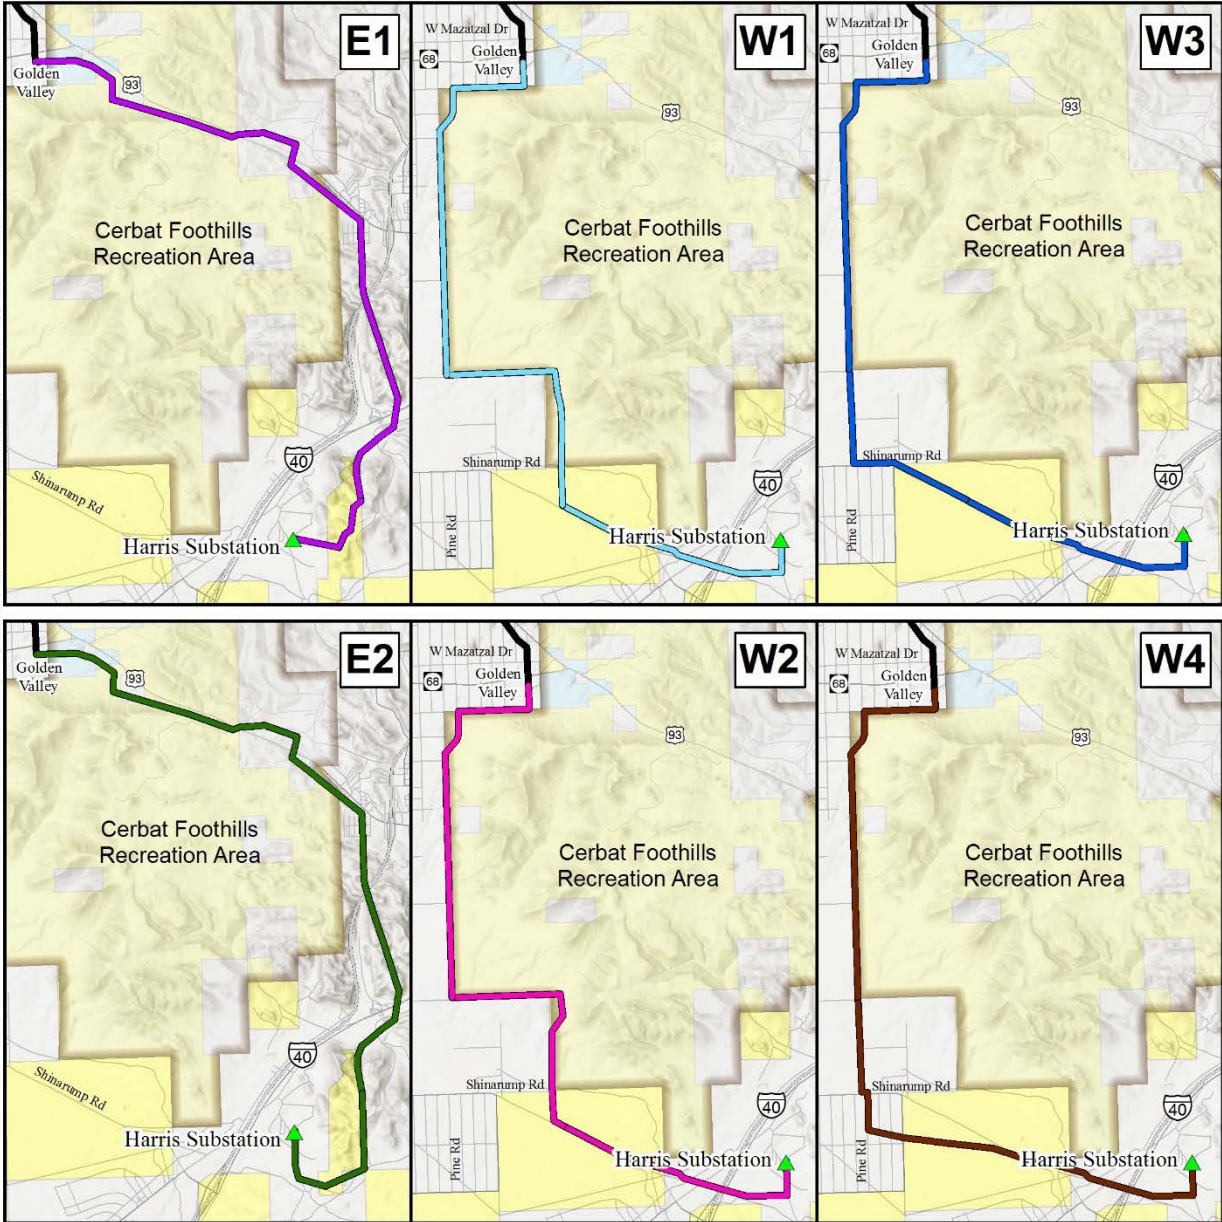 E1
Golden
Valley
93
Cerbat Foothills
Recreation Area
40
Shinarump Rd
Harris Substation
W1
W Mazatzal Dr
68
Golden
Valley
93
Cerbat Foothills
Recreation Area
Shinarump Rd
40
Pine Rd
Harris Substation
W3
W Mazatzal Dr
68
Golden
Valley
93
Cerbat Foothills
Recreation Area
Shinarump Rd
40
Pine Rd
Harris Substation
E2
Golden
Valley
93
Cerbat Foothills
Recreation Area
40
Shinarump Rd
Harris Substation
W2
W Mazatzal Dr
68
Golden
Valley
93
Cerbat Foothills
Recreation Area
Shinarump Rd
40
Pine Rd
Harris Substation
W4
W Mazatzal Dr
68
Golden
Valley
93
Cerbat Foothills
Recreation Area
Shinarump Rd
40
Pine Rd
Harris Substation